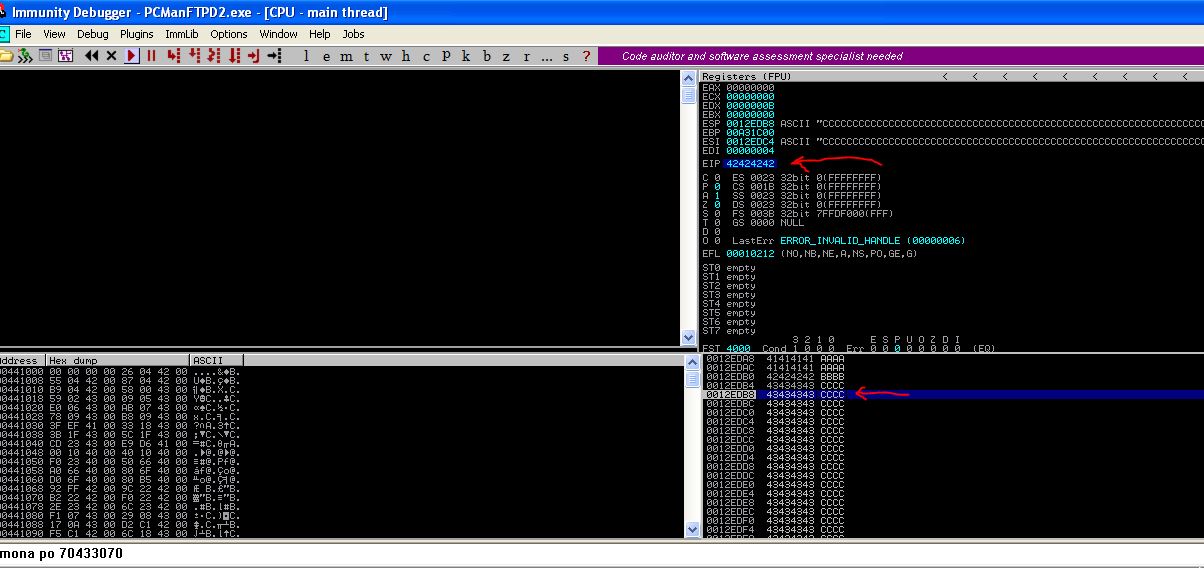 Immunity Debugger - PCManFTPD2.exe - [CPU - main thread]
File View Debug Plugins ImmLib Options Window Help Jobs
l e m t w h c P k b z r ... s ? Code auditor and software assessment specialist needed
Registers (FPU) < < < < < < < < <
EAX 00000000
ECX 00000000
EDX 0000000B
EBX 00000000
ESP 0012EDB8 ASCII
EBP 00A31C00
ESI 0012EDC4 ASCII
EDI 00000004
EIP 42424242
C 0 ES 0023 32bit 0(FFFFFFFF)
P 0 CS 001B 32bit 0(FFFFFFFF)
A 1 SS 0023 32bit 0(FFFFFFFF)
Z 0 DS 0023 32bit 0(FFFFFFFF)
S 0 FS 003B 32bit 7FFDF000(FFF)
T 0 GS 0000 NULL
D 0
O 0 LastErr ERROR_INVALID_HANDLE (00000006)
EFL 00010212 (NO,NB,NE,A,NS,PO,GE,G)
ST0 empty
ST1 empty
ST2 empty
ST3 empty
ST4 empty
ST5 empty
ST6 empty
ST7 empty
3 2 1 0 E S P U O Z D I
FST 4000 Cond 1 0 0 0 Err 0 0 0 0 0 0 0 0 (EQ)
Hex dump ASCII
00441000 00 00 00 00 26 04 42 00
00441008 55 04 42 00 87 04 42 00
00441010 B9 04 42 00 58 00 43 00
00441018 59 02 43 00 09 05 43 00
00441020 E0 06 43 00 AB 07 43 00
00441028 78 09 43 00 B8 09 43 00
00441030 3F EF 41 00 33 18 43 00
00441038 3B 1F 43 00 5C 1F 43 00
00441040 CD 23 43 00 E9 D6 41 00
00441048 00 10 40 00 40 10 40 00
00441050 F0 23 40 00 50 66 40 00
00441058 A0 66 40 00 80 6F 40 00
00441060 D0 6F 40 00 80 B5 40 00
00441068 92 FF 42 00 9C 22 42 00
00441070 B2 22 42 00 F0 22 42 00
00441078 2E 23 42 00 6C 23 42 00
00441080 F1 07 43 00 29 08 43 00
00441088 17 0A 43 00 D2 C1 42 00
00441090 F5 C1 42 00 6C 18 43 00
0012EDA8 41414141 AAAA
0012EDAC 41414141 AAAA
0012EDB0 42424242 BBBB
0012EDB4 43434343 CCCC
0012EDB8 43434343 CCCC
0012EDBC 43434343 CCCC
0012EDC0 43434343 CCCC
0012EDC4 43434343 CCCC
0012EDC8 43434343 CCCC
0012EDCC 43434343 CCCC
0012EDD0 43434343 CCCC
0012EDD4 43434343 CCCC
0012EDD8 43434343 CCCC
0012EDDC 43434343 CCCC
0012EDE0 43434343 CCCC
0012EDE4 43434343 CCCC
0012EDE8 43434343 CCCC
0012EDEC 43434343 CCCC
0012EDF0 43434343 CCCC
0012EDF4 43434343 CCCC
mona po 70433070